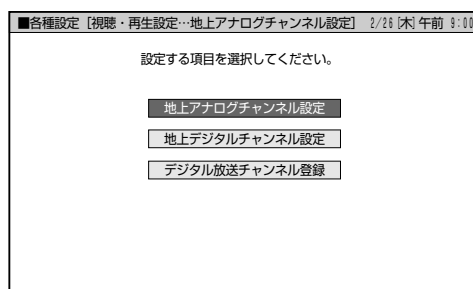 ■各種設定［視聴・再生設定…地上アナログチャンネル設定］ 2/26[木]午前 9:00
設定する項目を選択してください。
地上アナログチャンネル設定
地上デジタルチャンネル設定
デジタル放送チャンネル登録